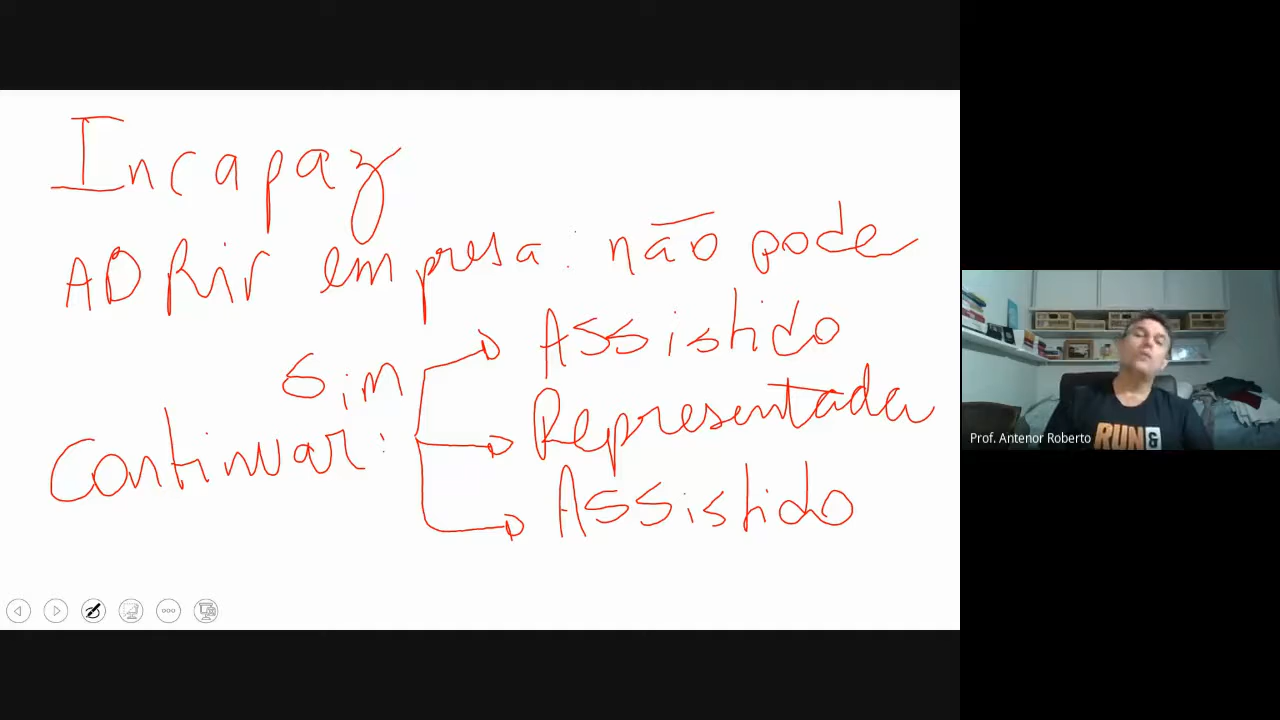 Incapaz
ABRir empresa: não pode
Assistido
sim
Representada
Continuar:
Assistido
Prof. Antenor Roberto
RUN&